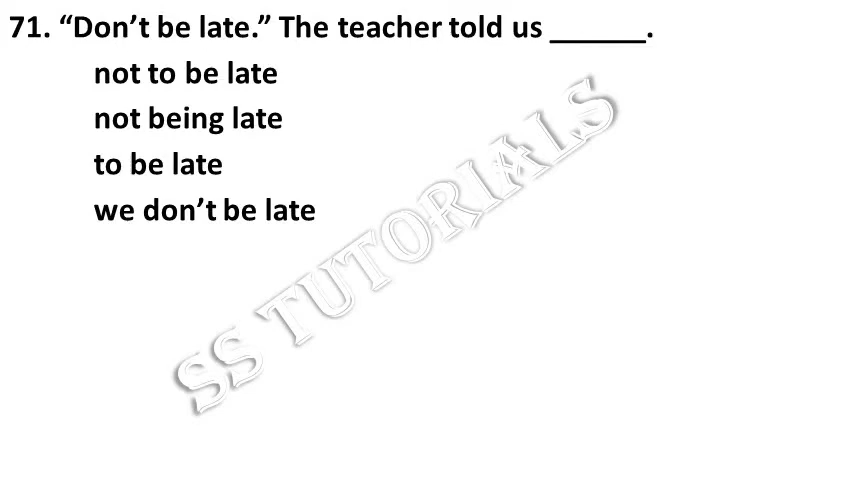 71. “Don’t be late.” The teacher told us ______.
not to be late
not being late
to be late
we don’t be late
SS TUTORIALS